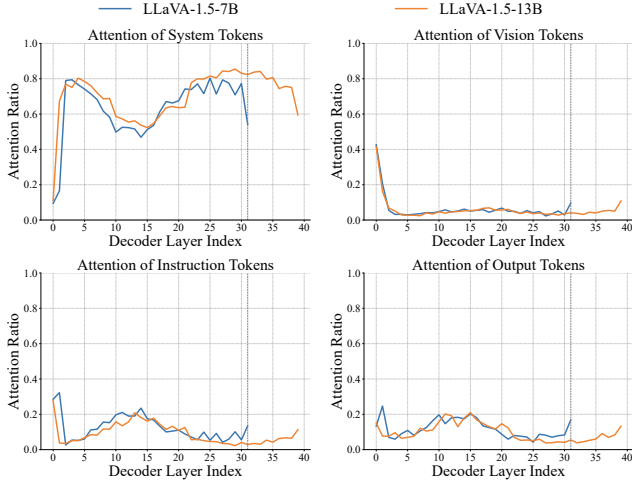 LLaVA-1.5-7B LLaVA-1.5-13B
Attention of System Tokens
1.0
0.8
0.6
0.4
0.2
0.0
Attention Ratio
0 5 10 15 20 25 30 35 40
Decoder Layer Index
Attention of Vision Tokens
1.0
0.8
0.6
0.4
0.2
0.0
Attention Ratio
0 5 10 15 20 25 30 35 40
Decoder Layer Index
Attention of Instruction Tokens
1.0
0.8
0.6
0.4
0.2
0.0
Attention Ratio
0 5 10 15 20 25 30 35 40
Decoder Layer Index
Attention of Output Tokens
1.0
0.8
0.6
0.4
0.2
0.0
Attention Ratio
0 5 10 15 20 25 30 35 40
Decoder Layer Index